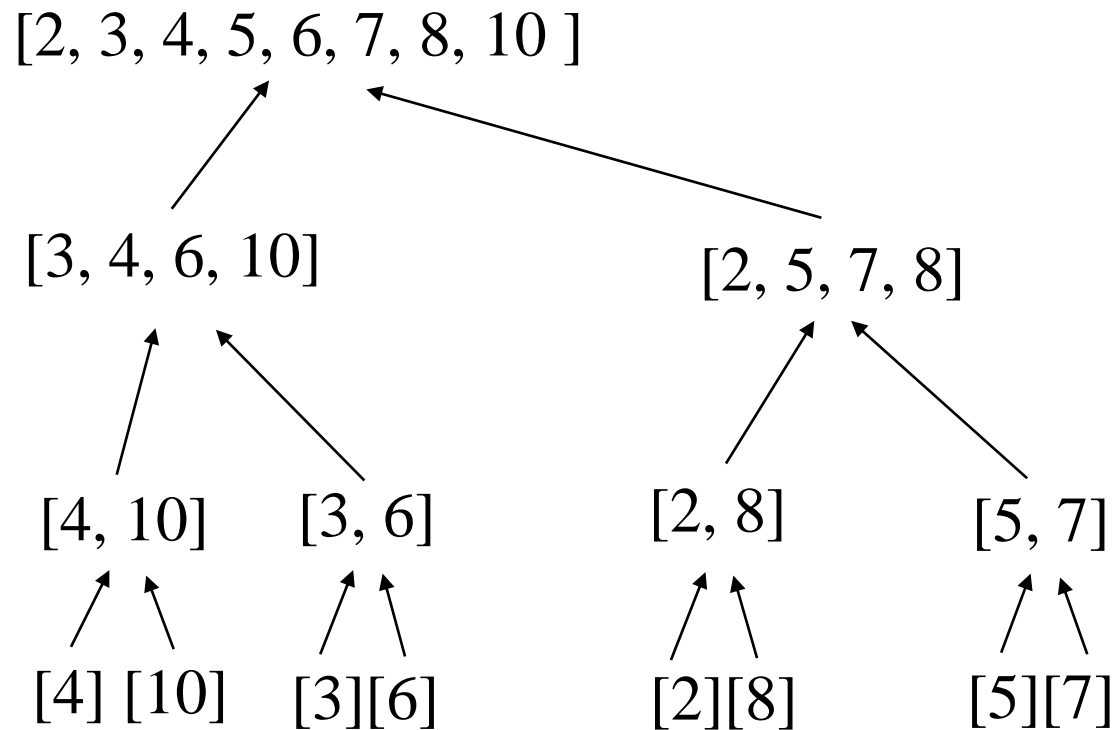 [2, 3, 4, 5, 6, 7, 8, 10 ]
[3, 4, 6, 10]
[2, 5, 7, 8]
[4, 10]
[3, 6]
[2, 8]
[5, 7]
[4] [10]
[3][6]
[2][8]
[5][7]